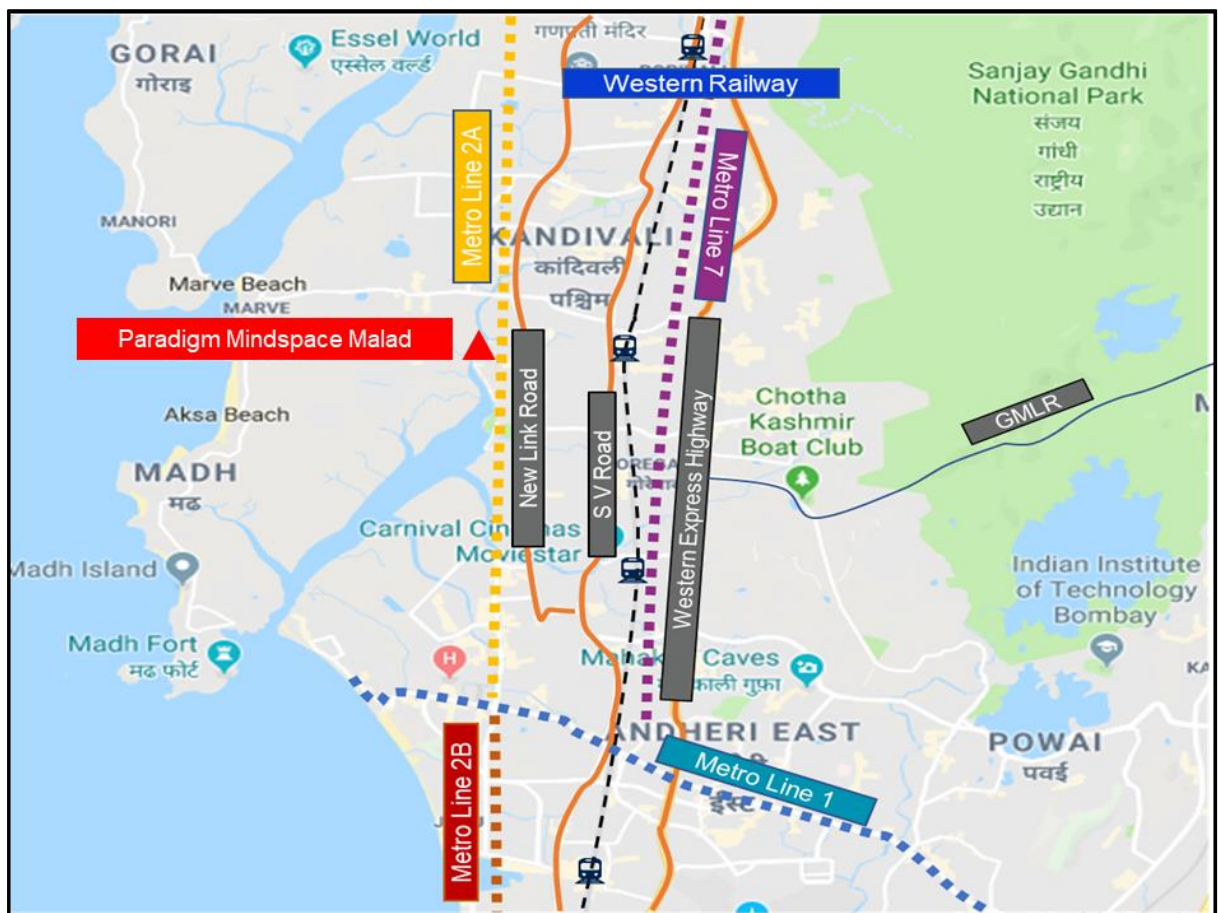 GORAI
गोराइ
Essel World
एस्सेल वर्ल्ड
गणपती मंदिर
Western Railway
Sanjay Gandhi
National Park
संजय
गांधी
राष्ट्रीय
उद्यान
Metro Line 2A
Metro Line 7
MANORI
KANDIVALI
कांदिवली
पश्चिम
Marve Beach
MARVE
Paradigm Mindspace Malad
Aksa Beach
New Link Road
S V Road
Western Express Highway
Chotha
Kashmir
Boat Club
GMLR
MADH
मढ
Carnival Cinemas
Moviestar
Madh Island
Indian Institute
of Technology
Bombay
Madh Fort
मढ फोर्ट
H
Caves
गुफा
ANDHERI EAST
ईस्ट
POWAI
पवई
Metro Line 1
Metro Line 2B